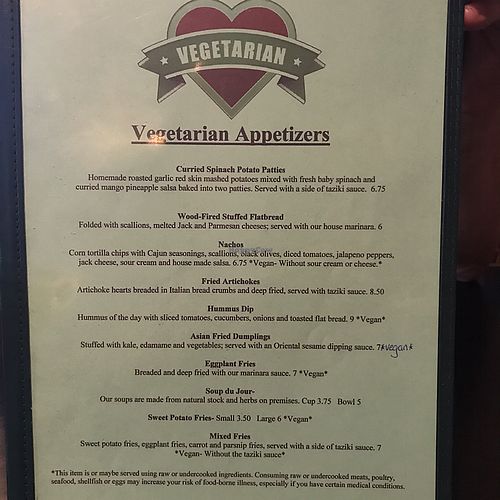 VEGETARIAN
Vegetarian Appetizers
Curried Spinach Potato Patties
Homemade roasted garlic red skin mashed potatoes mixed with fresh baby spinach and
curried mango pineapple salsa baked into two patties. Served with a side of taziki sauce. 6.75
Wood-Fired Stuffed Flatbread
Folded with scallions, melted Jack and Parmesan cheeses; served with our house marinara. 6
Nachos
Corn tortilla chips with Cajun seasonings, scallions, black olives, diced tomatoes, jalapeno peppers,
jack cheese, sour cream and house made salsa. 6.75 *Vegan- Without sour cream or cheese.*
Fried Artichokes
Artichoke hearts breaded in Italian bread crumbs and deep fried, served with taziki sauce. 8.50
Hummus Dip
Hummus of the day with sliced tomatoes, cucumbers, onions and toasted flat bread. 9 *Vegan*
Asian Fried Dumplings
Stuffed with kale, edamame and vegetables; served with an Oriental sesame dipping sauce. 7 *vegan*
Eggplant Fries
Breaded and deep fried with our marinara sauce. 7 *Vegan*
Soup du Jour-
Our soups are made from natural stock and herbs on premises. Cup 3.75 Bowl 5
Sweet Potato Fries- Small 3.50 Large 6 *Vegan*
Mixed Fries
Sweet potato fries, eggplant fries, carrot and parsnip fries, served with a side of taziki sauce. 7
*Vegan- Without the taziki sauce*
*This item is or maybe served using raw or undercooked ingredients. Consuming raw or undercooked meats, poultry,
seafood, shellfish or eggs may increase your risk of food-borne illness, especially if you have certain medical conditions.